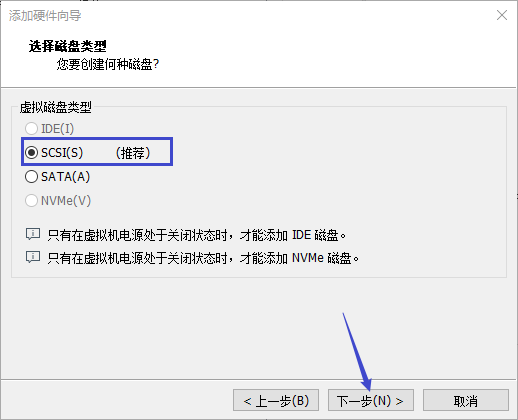 添加硬件向导
选择磁盘类型
您要创建何种磁盘?
虚拟磁盘类型
IDE(I)
SCSI(S) （推荐）
SATA(A)
NVMe(V)
只有在虚拟机电源处于关闭状态时，才能添加 IDE 磁盘。
只有在虚拟机电源处于关闭状态时，才能添加 NVMe 磁盘。
< 上一步(B) 下一步(N) > 取消